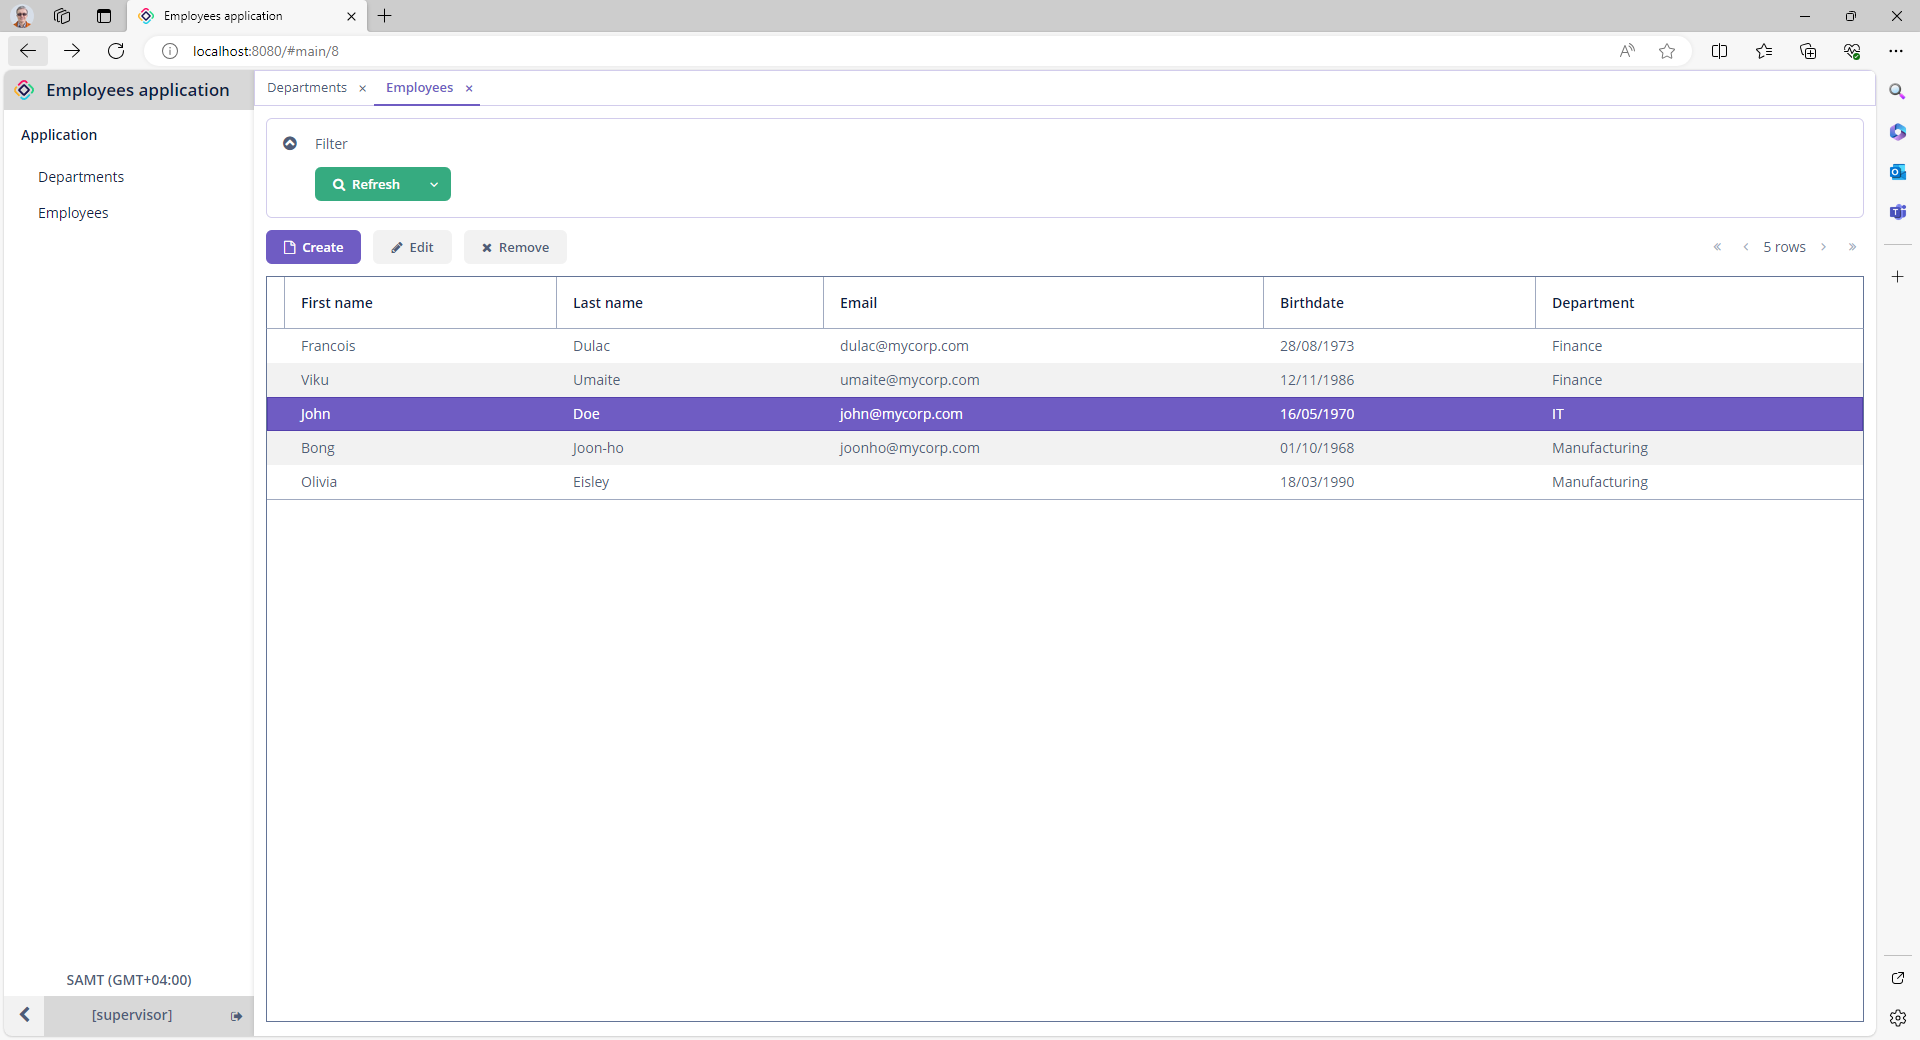 Employees application
localhost:8080/#main/8
Employees application
Departments Employees
Application
Departments
Employees
Filter
Refresh
Create Edit Remove 5 rows
First name Last name Email Birthdate Department
Francois Dulac dulac@mycorp.com 28/08/1973 Finance
Viku Umaite umaite@mycorp.com 12/11/1986 Finance
John Doe john@mycorp.com 16/05/1970 IT
Bong Joon-ho joonho@mycorp.com 01/10/1968 Manufacturing
Olivia Eisley 18/03/1990 Manufacturing
SAMT (GMT+04:00)
[supervisor]